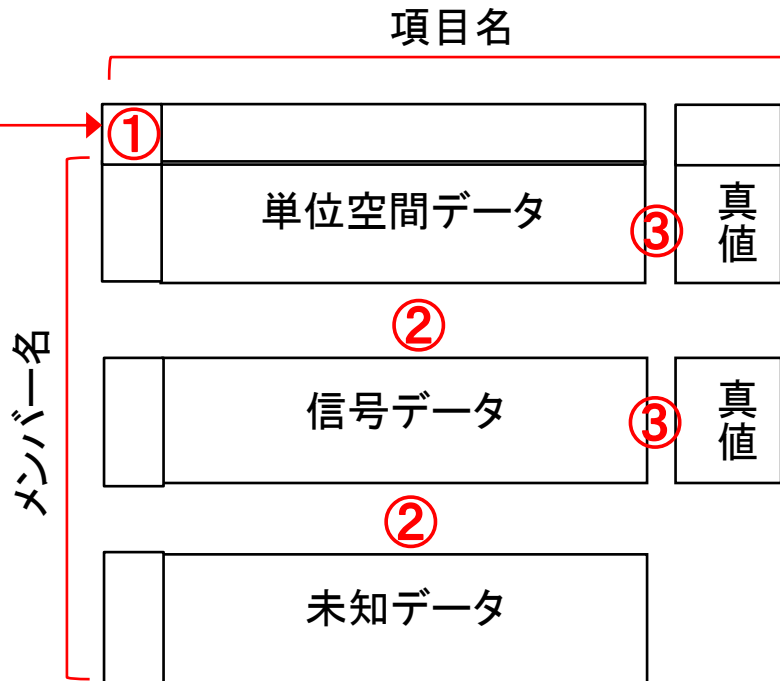 項目名
①
単位空間データ
③
真値
②
メンバー名
信号データ
③
真値
②
未知データ